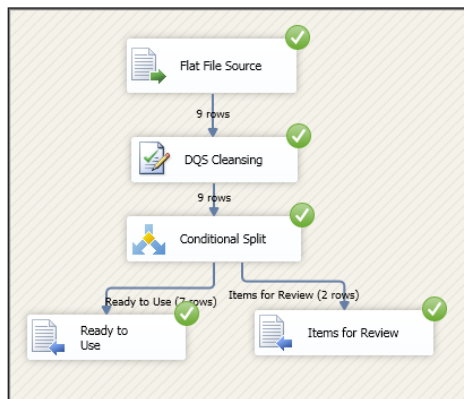 Flat File Source
9 rows
DQS Cleansing
9 rows
Conditional Split
Ready to Use (7 rows)
Items for Review (2 rows)
Ready to
Use
Items for Review